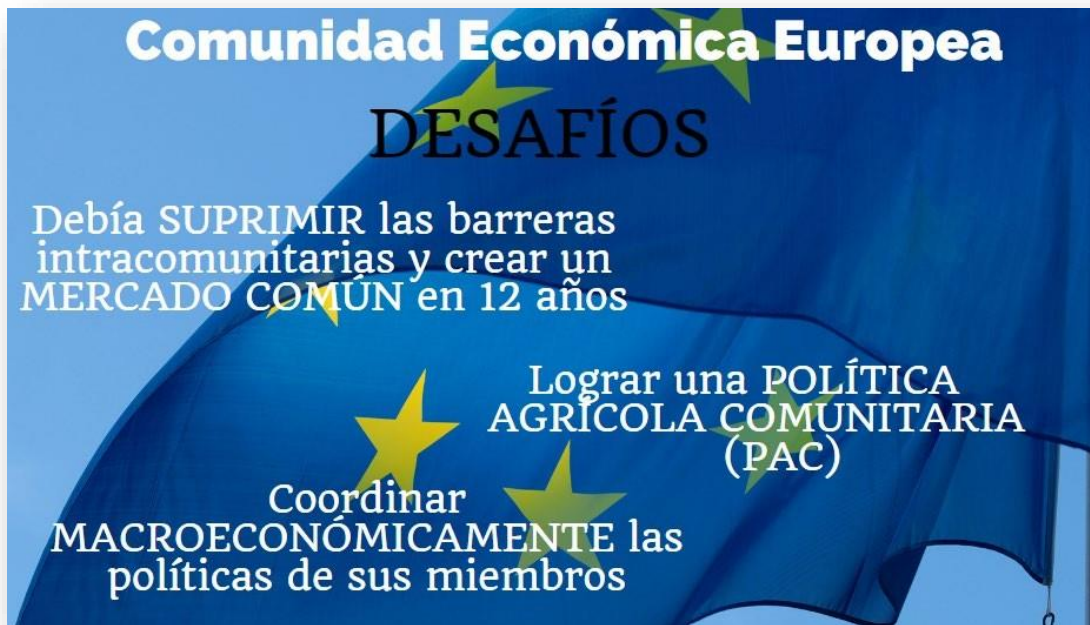 Comunidad Económica Europea
DESAFÍOS
Debía SUPRIMIR las barreras
intracomunitarias y crear un
MERCADO COMÚN en 12 años
Lograr una POLÍTICA
AGRÍCOLA COMUNITARIA
(PAC)
Coordinar
MACROECONÓMICAMENTE las
políticas de sus miembros